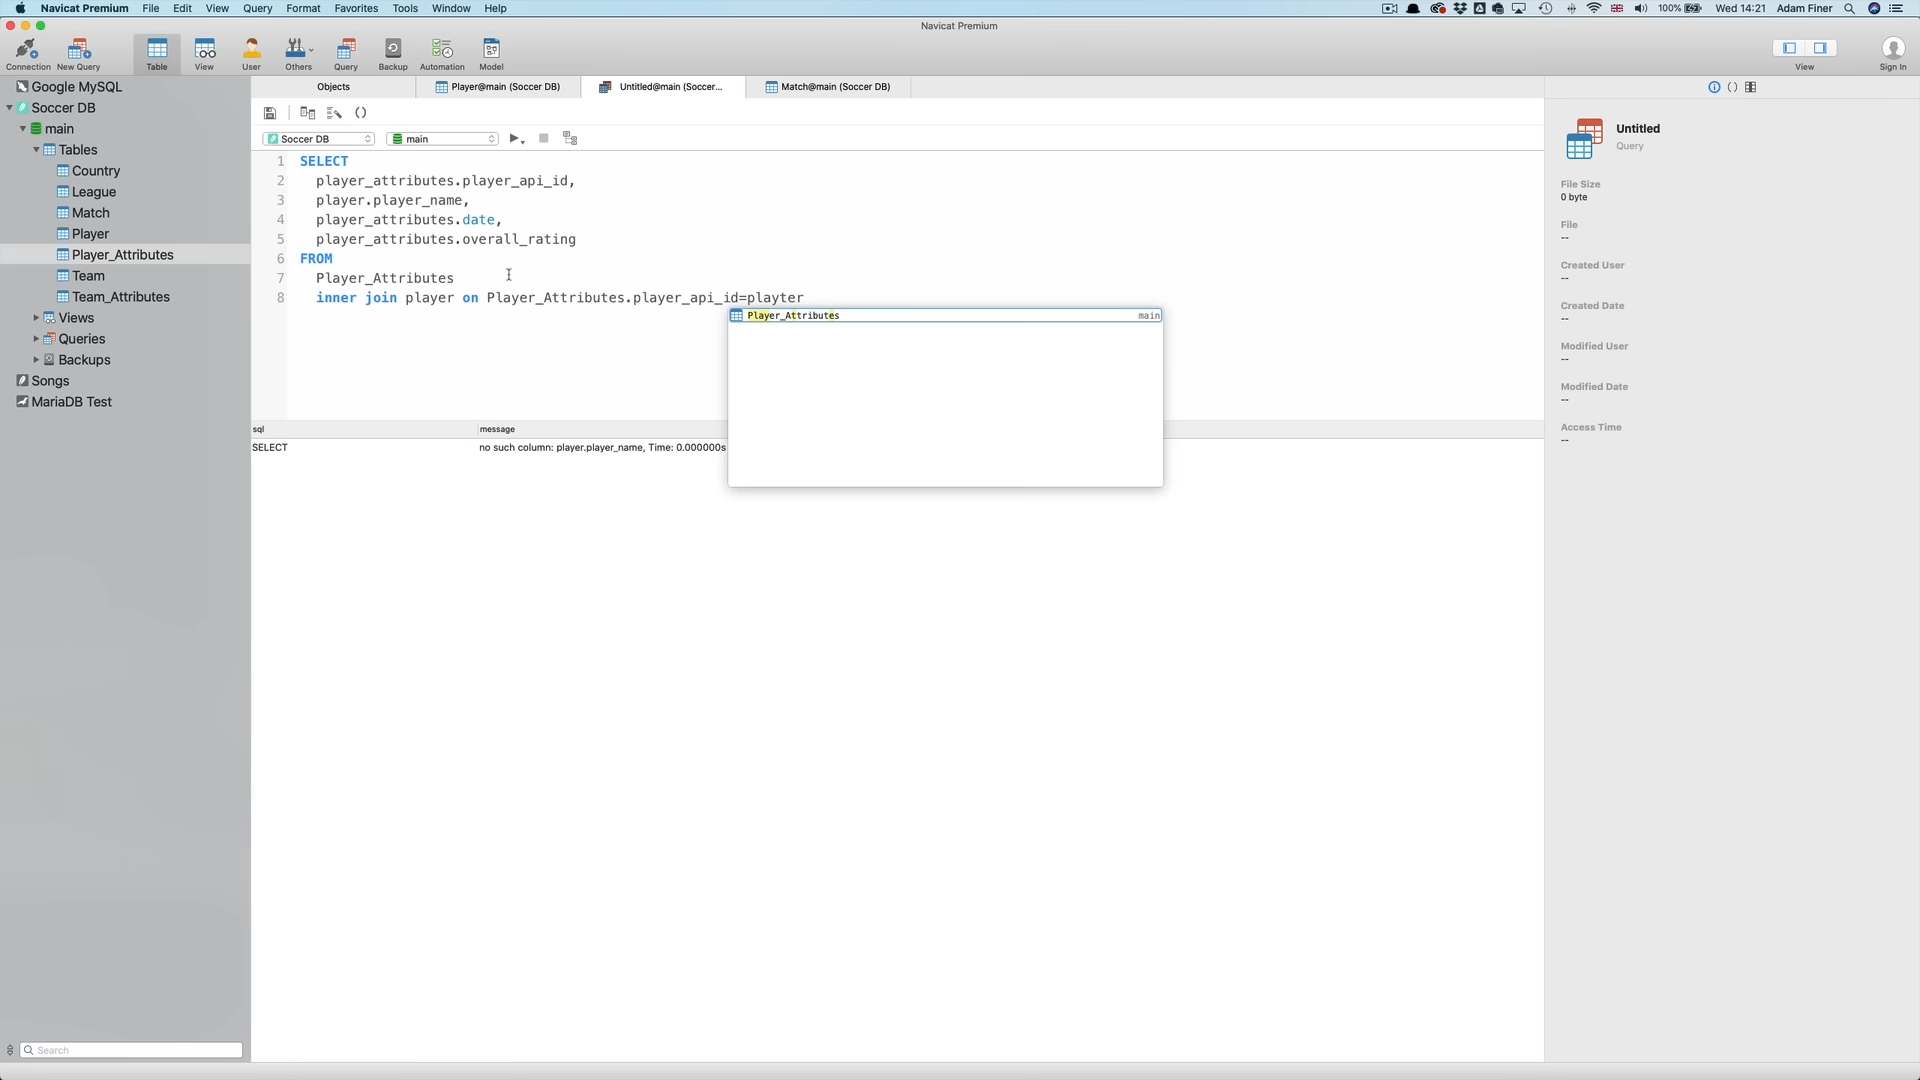 Navicat Premium File Edit View Query Format Favorites Tools Window Help 100% Wed 14:21 Adam Finer
Navicat Premium
Connection New Query Table View User Others Query Backup Automation Model View Sign In
Google MySQL
Soccer DB
main
Tables
Country
League
Match
Player
Player_Attributes
Team
Team_Attributes
Views
Queries
Backups
Songs
MariaDB Test
Search
Objects Player@main (Soccer DB) Untitled@main (Soccer... Match@main (Soccer DB)
Soccer DB main
1 SELECT
2 player_attributes.player_api_id,
3 player.player_name,
4 player_attributes.date,
5 player_attributes.overall_rating
6 FROM
7 Player_Attributes
8 inner join player on Player_Attributes.player_api_id=playter
Player_Attributes main
sql message
SELECT no such column: player.player_name, Time: 0.000000s
Untitled
Query
File Size
0 byte
File
--
Created User
--
Created Date
--
Modified User
--
Modified Date
--
Access Time
--